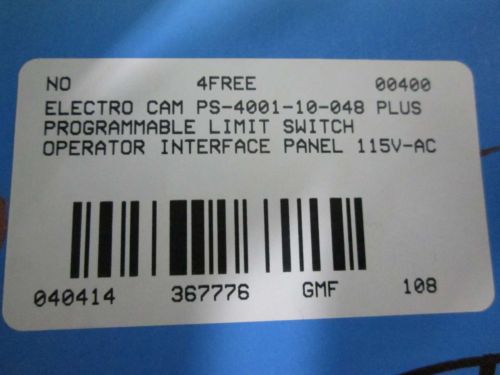 NO 4FREE 00400
ELECTRO CAM PS-4001-10-048 PLUS
PROGRAMMABLE LIMIT SWITCH
OPERATOR INTERFACE PANEL 115V-AC
040414 367776 GMF 108